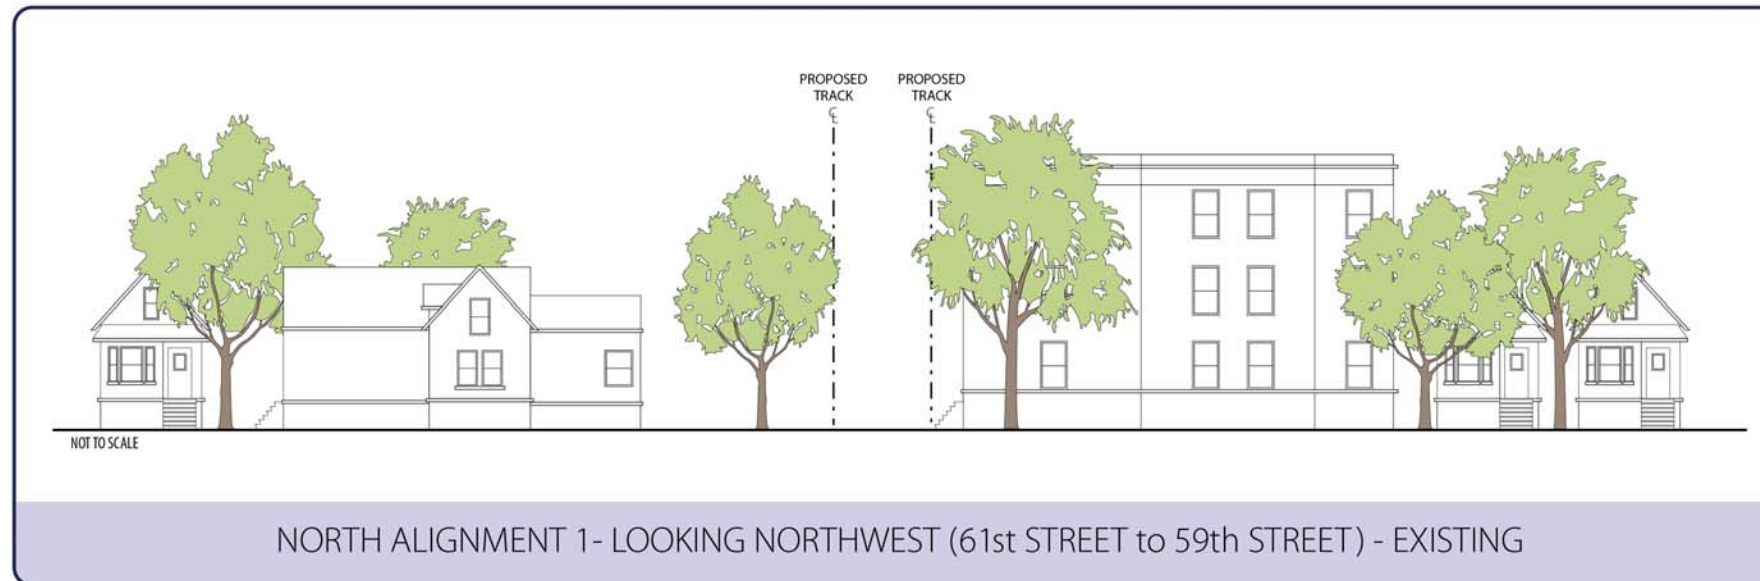 PROPOSED
TRACK
℄
PROPOSED
TRACK
℄
NOT TO SCALE
NORTH ALIGNMENT 1- LOOKING NORTHWEST (61st STREET to 59th STREET) - EXISTING